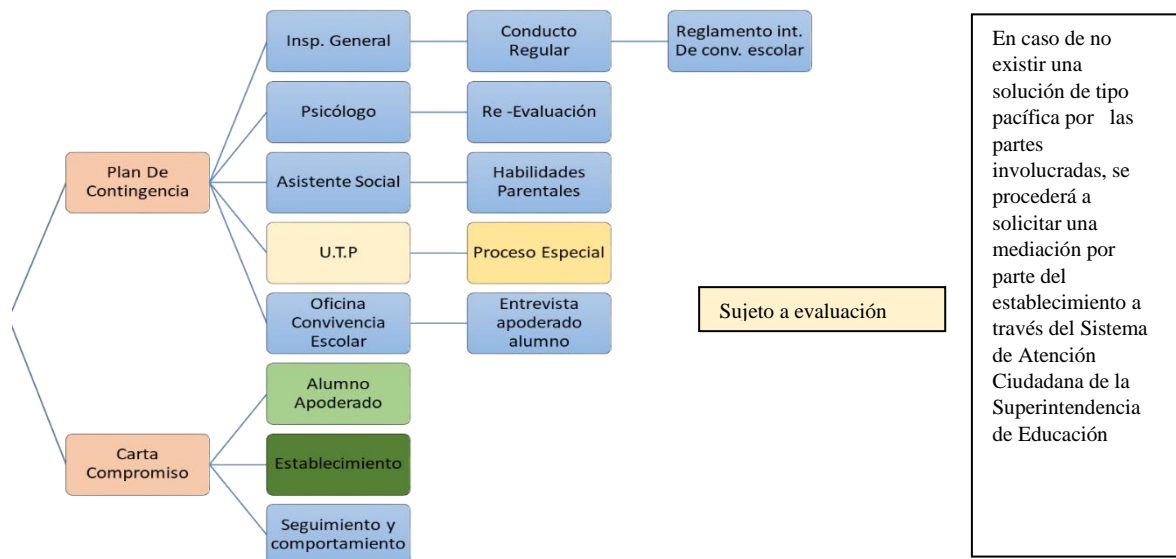 Insp. General
Conducto
Regular
Reglamento int.
De conv. escolar
Psicólogo
Re -Evaluación
Plan De
Contingencia
Asistente Social
Habilidades
Parentales
U.T.P
Proceso Especial
Oficina
Convivencia
Escolar
Entrevista
apoderado
alumno
Sujeto a evaluación
Alumno
Apoderado
Carta
Compromiso
Establecimiento
Seguimiento y
comportamiento
En caso de no
existir una
solución de tipo
pacífica por las
partes
involucradas, se
procederá a
solicitar una
mediación por
parte del
establecimiento a
través del Sistema
de Atención
Ciudadana de la
Superintendencia
de Educación